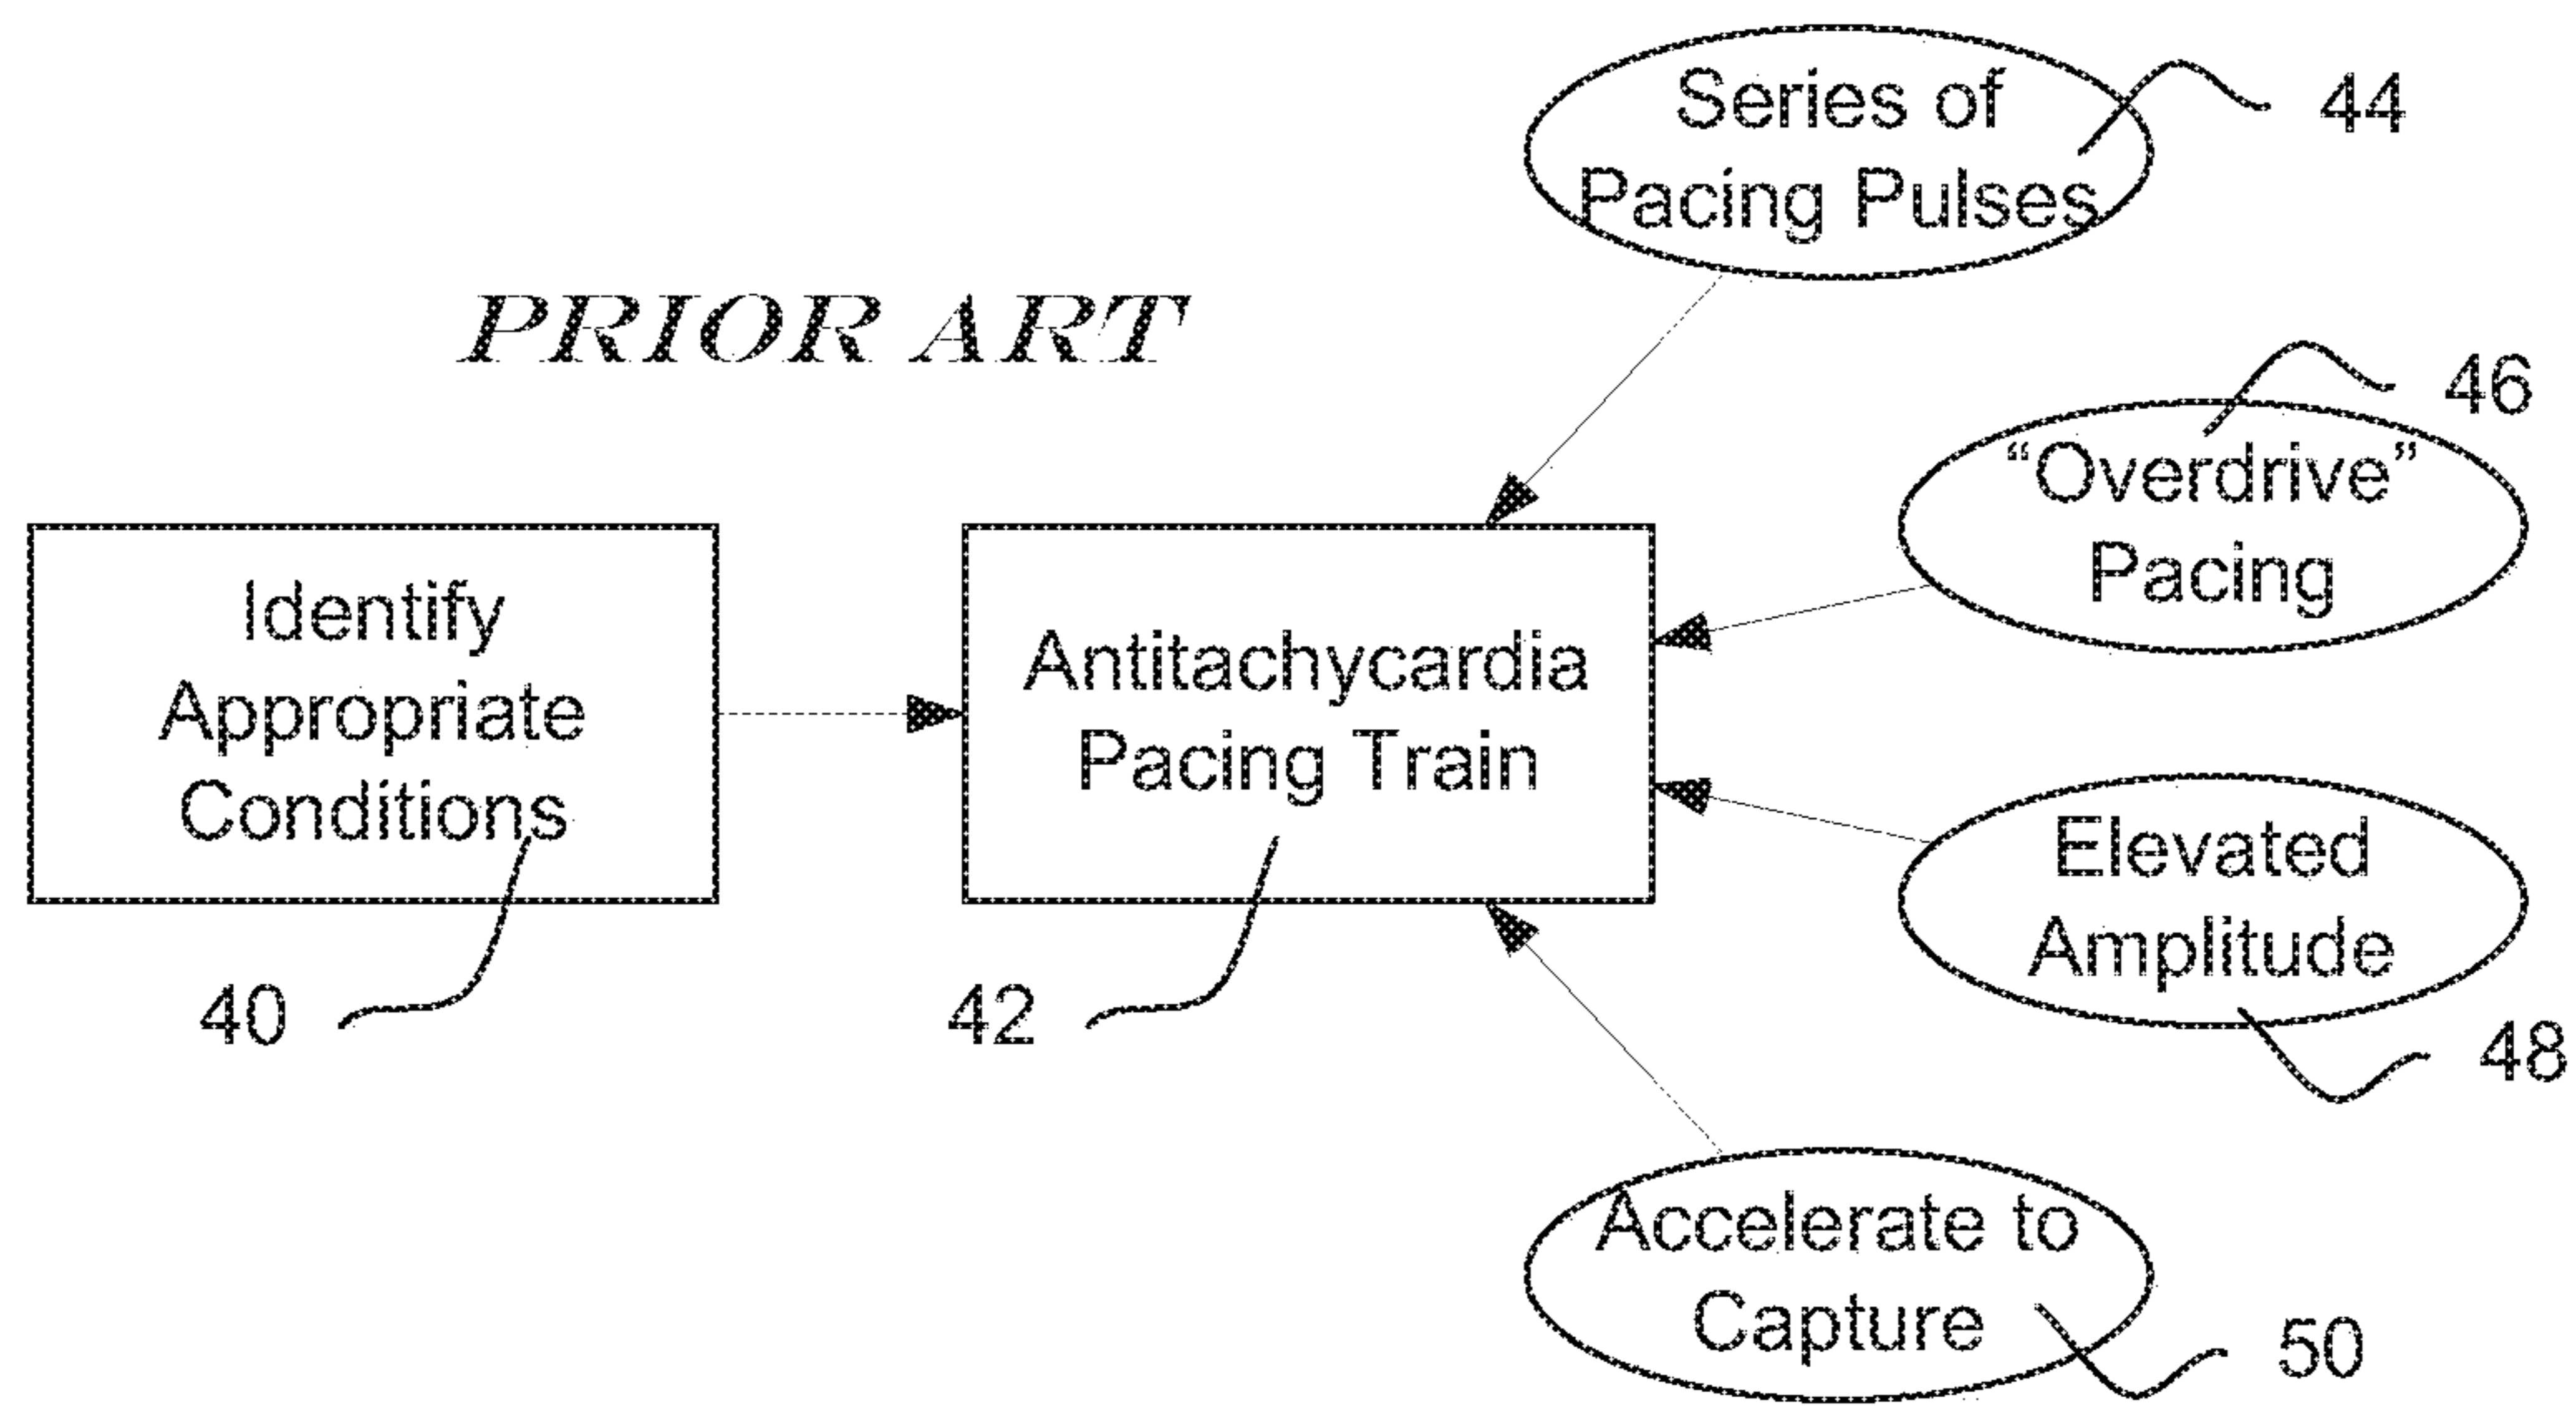 PRIOR ART
Identify
Appropriate
Conditions
40
Antitachycardia
Pacing Train
42
Series of
Pacing Pulses
44
“Overdrive”
Pacing
46
Elevated
Amplitude
48
Accelerate to
Capture
50